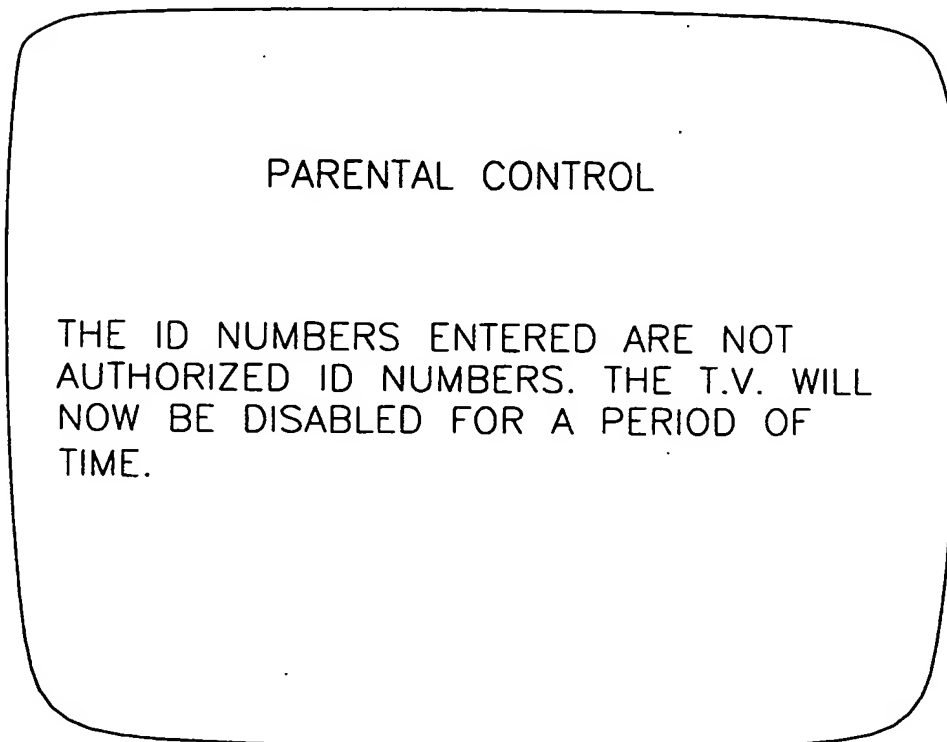 PARENTAL CONTROL
THE ID NUMBERS ENTERED ARE NOT
AUTHORIZED ID NUMBERS. THE T.V. WILL
NOW BE DISABLED FOR A PERIOD OF
TIME.